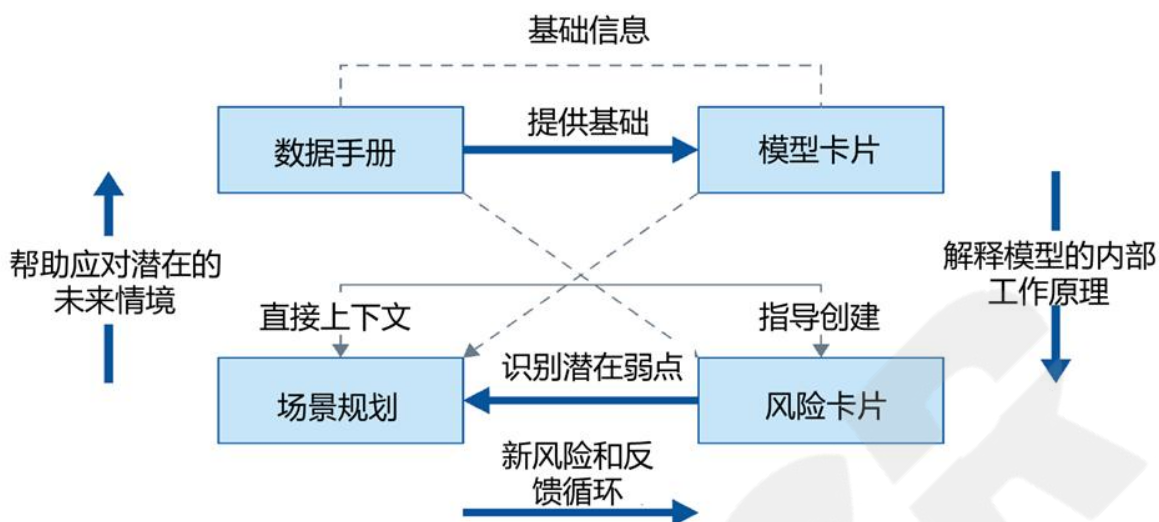 基础信息
数据手册
提供基础
模型卡片
帮助应对潜在的
未来情境
解释模型的内部
工作原理
直接上下文
指导创建
场景规划
识别潜在弱点
风险卡片
新风险和反
馈循环